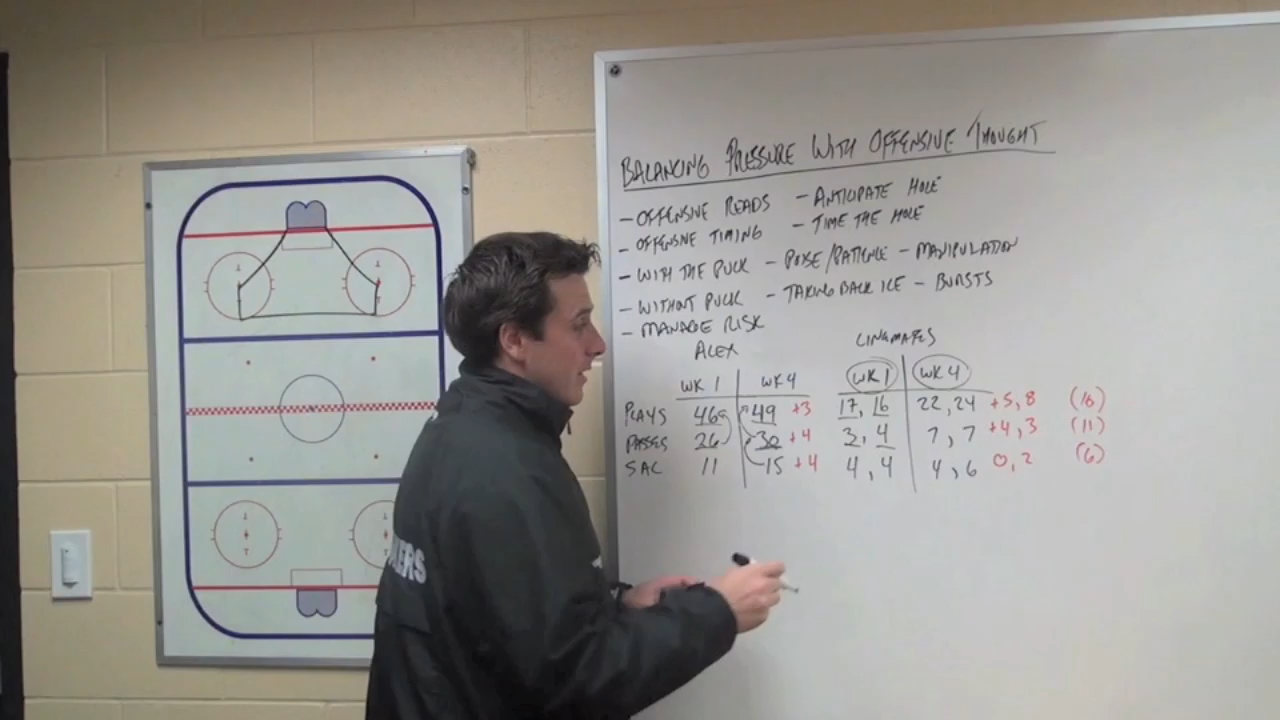 BALANCING PRESSURE WITH OFFENSIVE THOUGHT
- OFFENSIVE READS - ANTICIPATE HOLE
- OFFENSIVE TIMING - TIME THE HOLE
- WITH THE PUCK - POISE/PATIENCE - MANIPULATION
- WITHOUT PUCK - TAKING BACK ICE - BURSTS
- MANAGE RISK
ALEX LINEMATES
WK 1 WK 4 WK 1 WK 4
PLAYS 46 49 +3 17, 16 22, 24 +5, 8 (16)
PASSES 26 30 +4 3, 4 7, 7 +4, 3 (11)
SAC 11 15 +4 4, 4 4, 6 0, 2 (6)
ERS